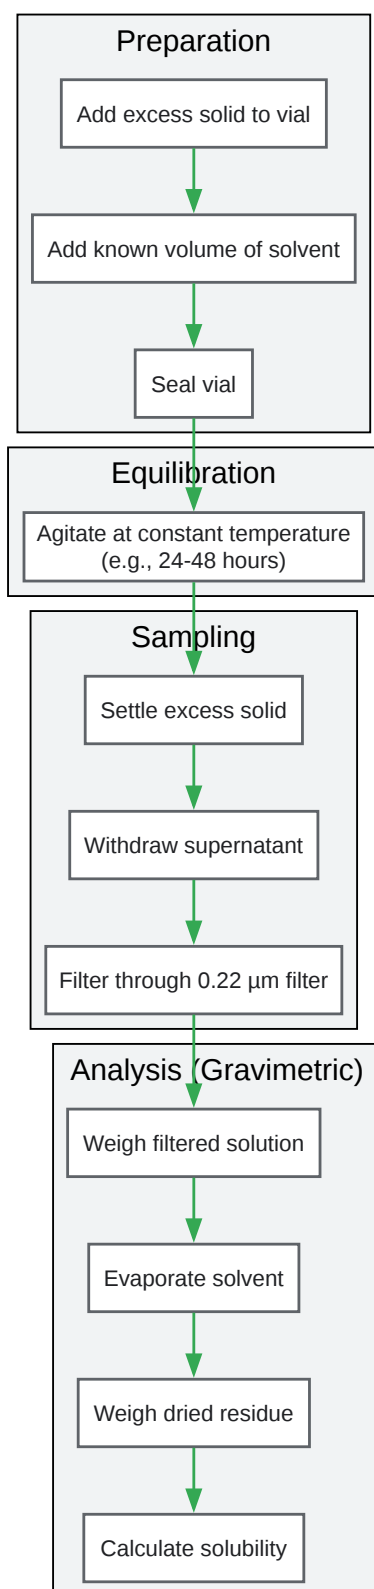 Preparation
Add excess solid to vial
Add known volume of solvent
Seal vial
Equilibration
Agitate at constant temperature
(e.g., 24-48 hours)
Sampling
Settle excess solid
Withdraw supernatant
Filter through 0.22 µm filter
Analysis (Gravimetric)
Weigh filtered solution
Evaporate solvent
Weigh dried residue
Calculate solubility